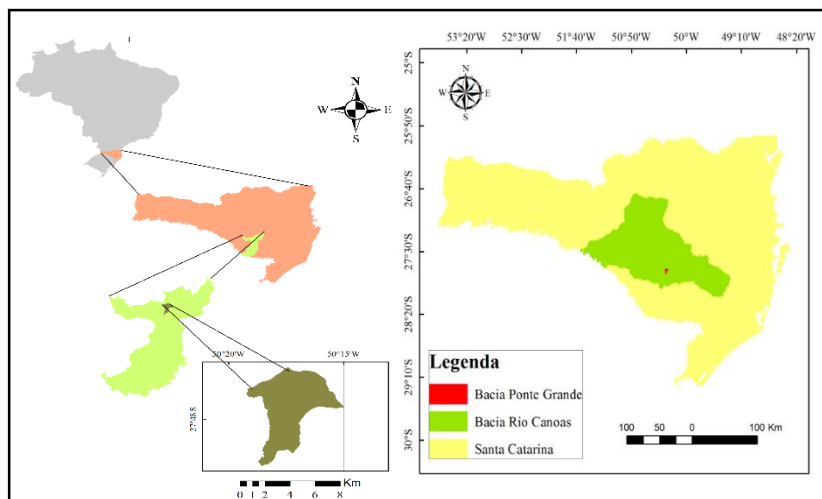 N
W E
S
50°20'W 50°15'W
27°48'S
0 1 2 4 6 8 Km
53°20'W 52°30'W 51°40'W 50°50'W 50°W 49°10'W 48°20'W
25°S
25°50'S
26°40'S
27°30'S
28°20'S
29°10'S
30°S
N
W E
S
Legenda
Bacia Ponte Grande
Bacia Rio Canoas
Santa Catarina
100 50 0 100 Km